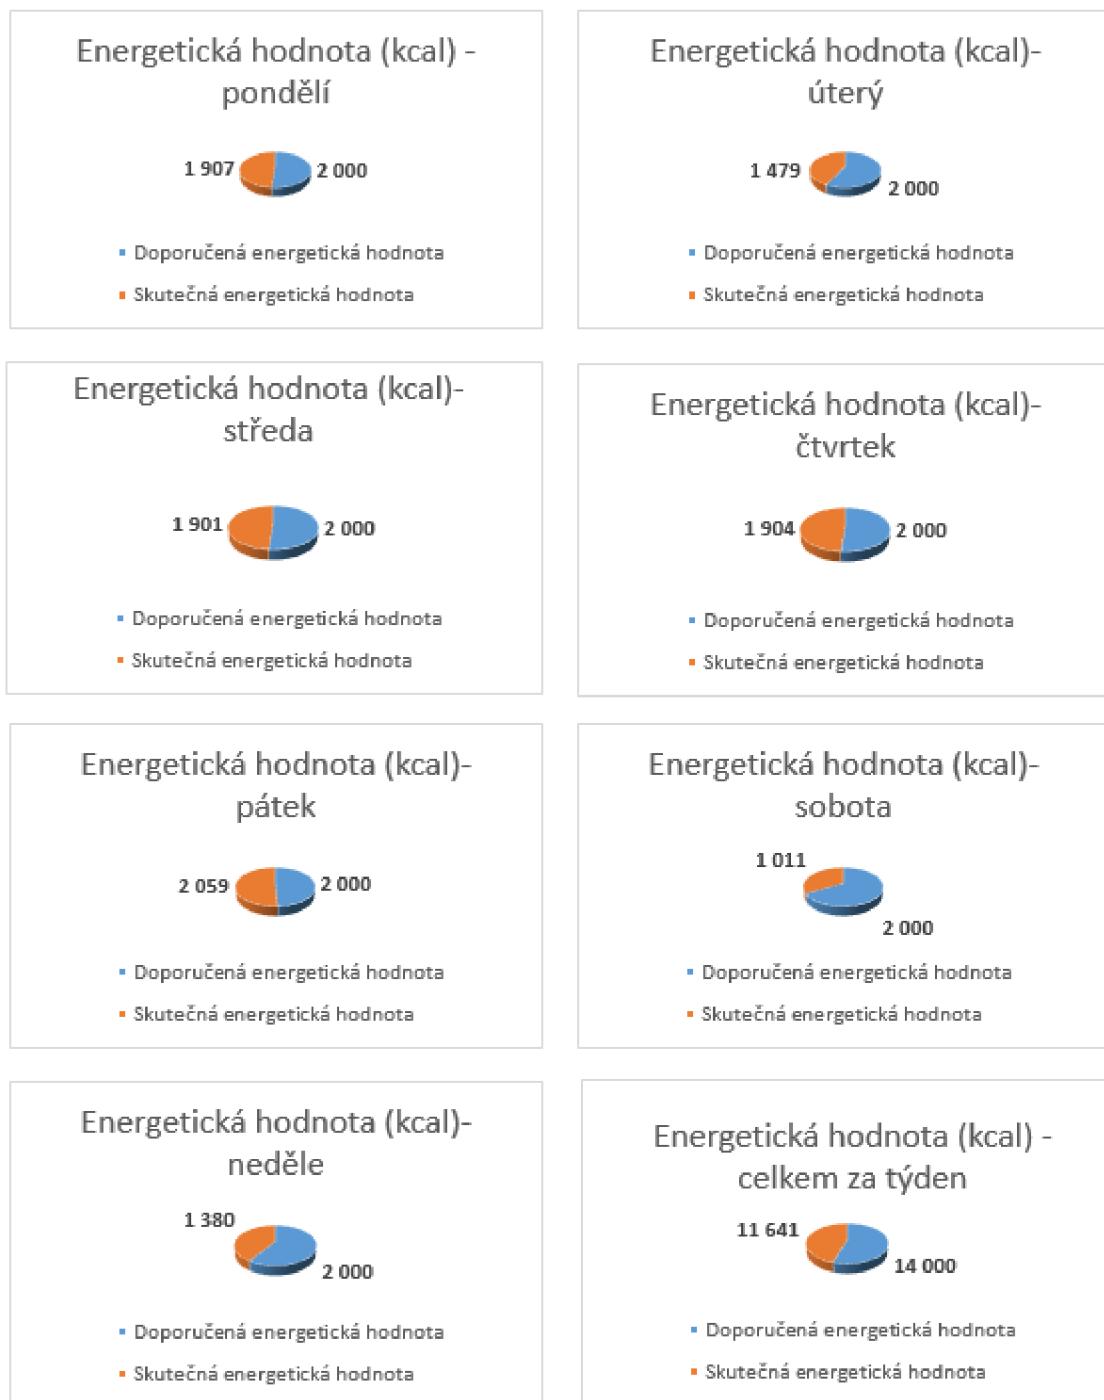 Energetická hodnota (kcal) -
pondělí
1 907
2 000
Doporučená energetická hodnota
Skutečná energetická hodnota
Energetická hodnota (kcal)-
úterý
1 479
2 000
Doporučená energetická hodnota
Skutečná energetická hodnota
Energetická hodnota (kcal)-
středa
1 901
2 000
Doporučená energetická hodnota
Skutečná energetická hodnota
Energetická hodnota (kcal)-
čtvrtek
1 904
2 000
Doporučená energetická hodnota
Skutečná energetická hodnota
Energetická hodnota (kcal)-
pátek
2 059
2 000
Doporučená energetická hodnota
Skutečná energetická hodnota
Energetická hodnota (kcal)-
sobota
1 011
2 000
Doporučená energetická hodnota
Skutečná energetická hodnota
Energetická hodnota (kcal)-
neděle
1 380
2 000
Doporučená energetická hodnota
Skutečná energetická hodnota
Energetická hodnota (kcal) -
celkem za týden
11 641
14 000
Doporučená energetická hodnota
Skutečná energetická hodnota